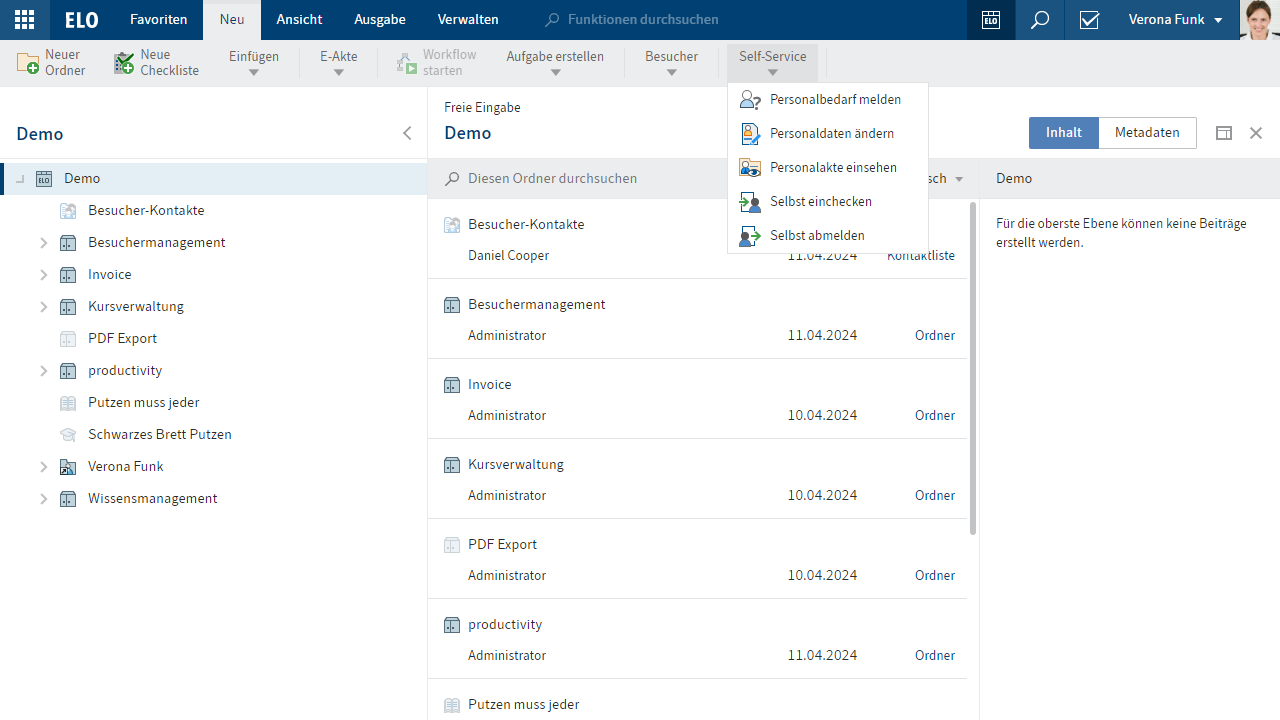 ELO
Favoriten
Neu
Ansicht
Ausgabe
Verwalten
Funktionen durchsuchen
ELO
Verona Funk
Neuer
Ordner
Neue
Checkliste
Einfügen
E-Akte
Workflow
starten
Aufgabe erstellen
Besucher
Self-Service
Personalbedarf melden
Personaldaten ändern
Personalakte einsehen
Selbst einchecken
Selbst abmelden
Demo
ELO
Demo
Besucher-Kontakte
Besuchermanagement
Invoice
Kursverwaltung
PDF Export
productivity
Putzen muss jeder
Schwarzes Brett Putzen
Verona Funk
Wissensmanagement
Freie Eingabe
Demo
Inhalt
Metadaten
Diesen Ordner durchsuchen
Besucher-Kontakte
Daniel Cooper 11.04.2024 Kontaktliste
Besuchermanagement
Administrator 11.04.2024 Ordner
Invoice
Administrator 10.04.2024 Ordner
Kursverwaltung
Administrator 10.04.2024 Ordner
PDF Export
Administrator 10.04.2024 Ordner
productivity
Administrator 11.04.2024 Ordner
Putzen muss jeder
Demo
Für die oberste Ebene können keine Beiträge
erstellt werden.